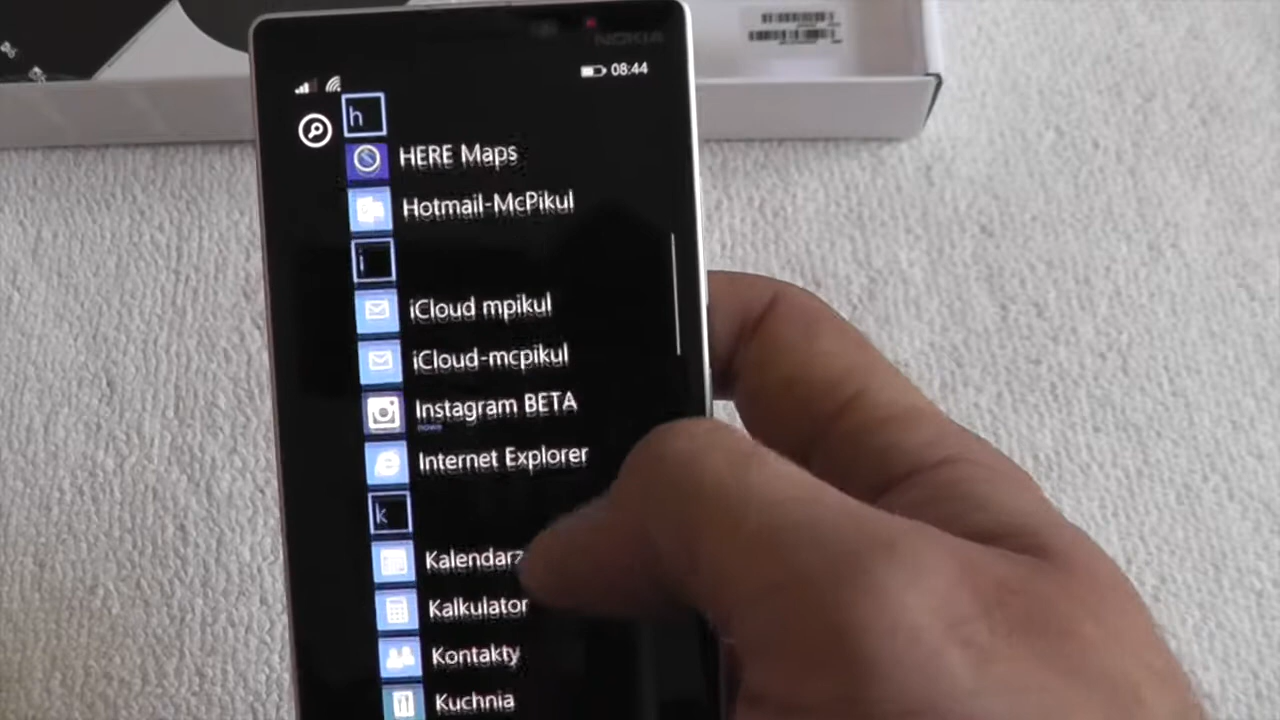 NOKIA
08:44
h
HERE Maps
Hotmail-McPikul
i
iCloud mpikul
iCloud-mcpikul
Instagram BETA
nowe
Internet Explorer
k
Kalendarz
Kalkulator
Kontakty
Kuchnia